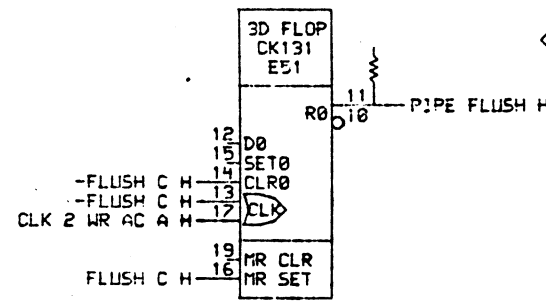 3D FLOP
CK131
E51
11
R0 PIPE FLUSH H
10
12 D0
15 SET0
-FLUSH C H 14 CLR0
-FLUSH C H 13
CLK
CLK 2 WR AC A H 17
19 MR CLR
FLUSH C H 16 MR SET